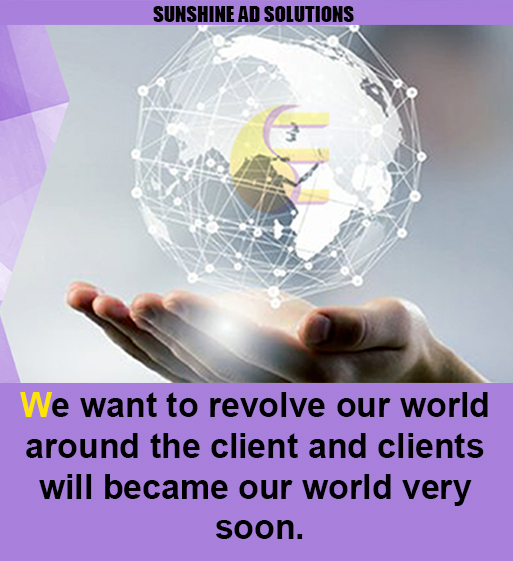 SUNSHINE AD SOLUTIONS
We want to revolve our world
around the client and clients
will became our world very
soon.